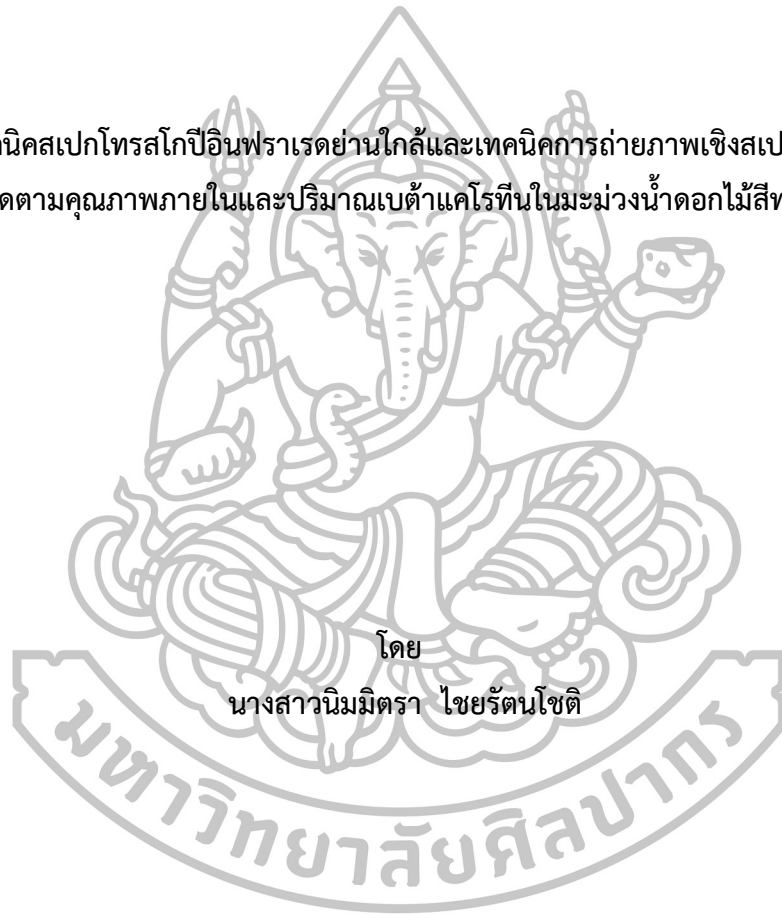 นิคสเปกโทรสโกปีอินฟราเรดย่านใกล้และเทคนิคการถ่ายภาพเชิงสเป
ตามคุณภาพภายในและปริมาณเบต้าแคโรทีนในมะม่วงน้ำดอกไม้สีท
โดย
นางสาวนิมมิตรา ไชยรัตนโชติ
มหาวิทยาลัยศิลปากร